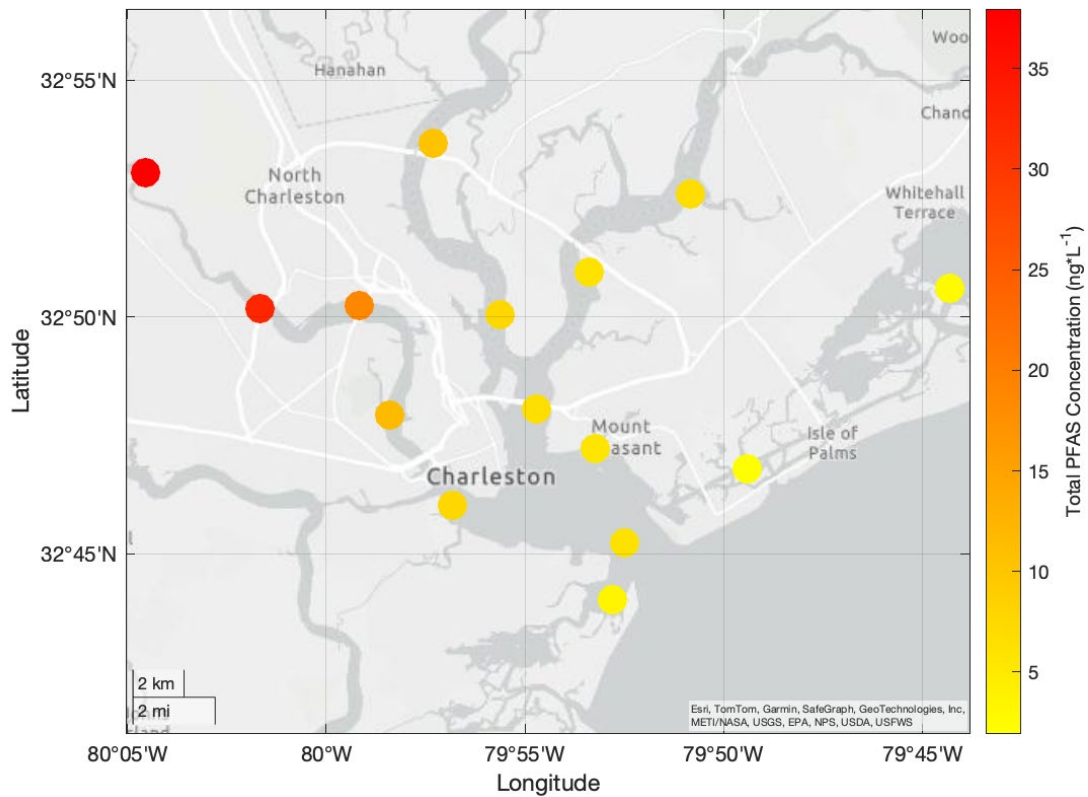 Hanahan
Woo
Chand
North
Charleston
Whitehall
Terrace
Mount
asant
Isle of
Palms
Charleston
32°55'N
32°50'N
32°45'N
Latitude
2 km
2 mi
Esri, TomTom, Garmin, SafeGraph, GeoTechnologies, Inc,
METI/NASA, USGS, EPA, NPS, USDA, USFWS
80°05'W 80°W 79°55'W 79°50'W 79°45'W
Longitude
35
30
25
20
15
10
5
Total PFAS Concentration (ng*L⁻¹)